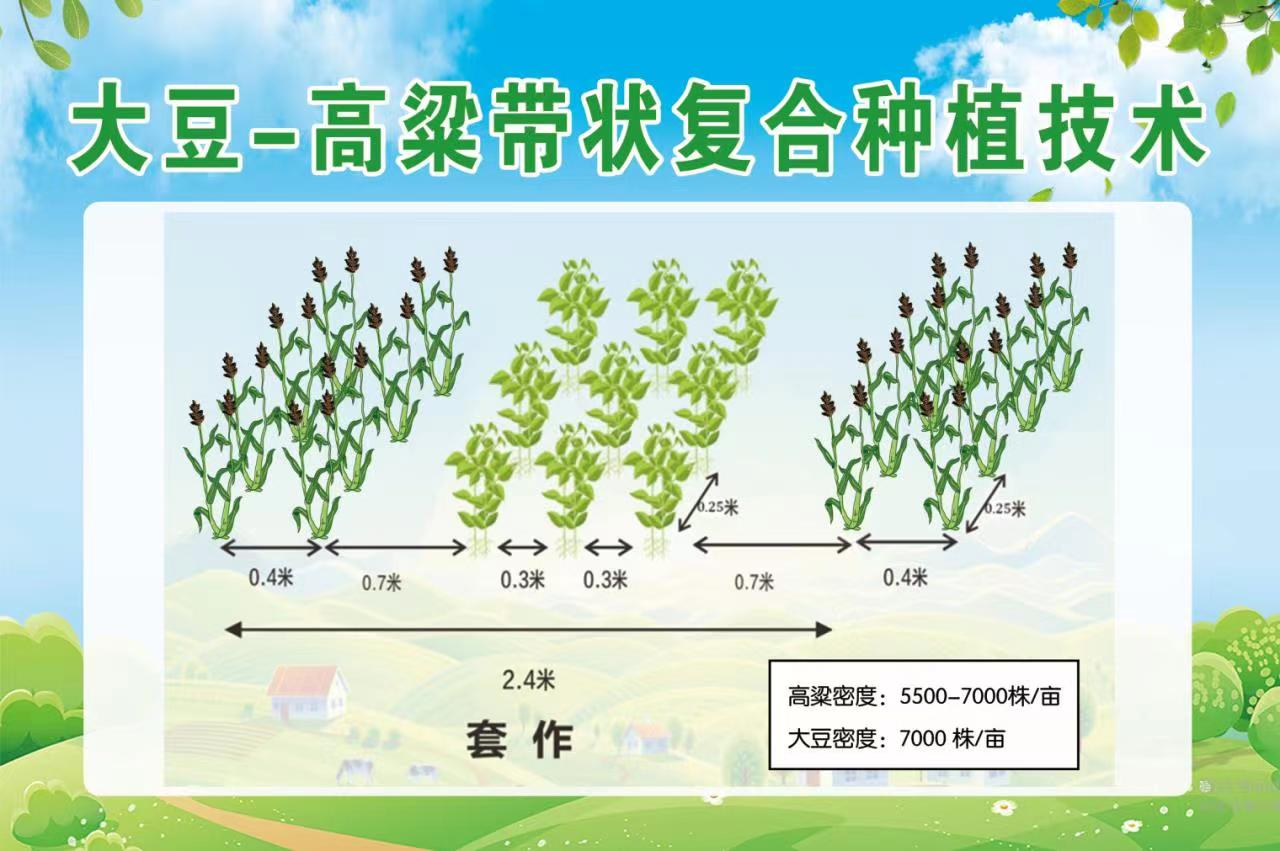 大豆-高粱带状复合种植技术
0.25米
0.25米
0.4米
0.7米
0.3米
0.3米
0.7米
0.4米
2.4米
套作
高粱密度：5500-7000株/亩
大豆密度：7000 株/亩